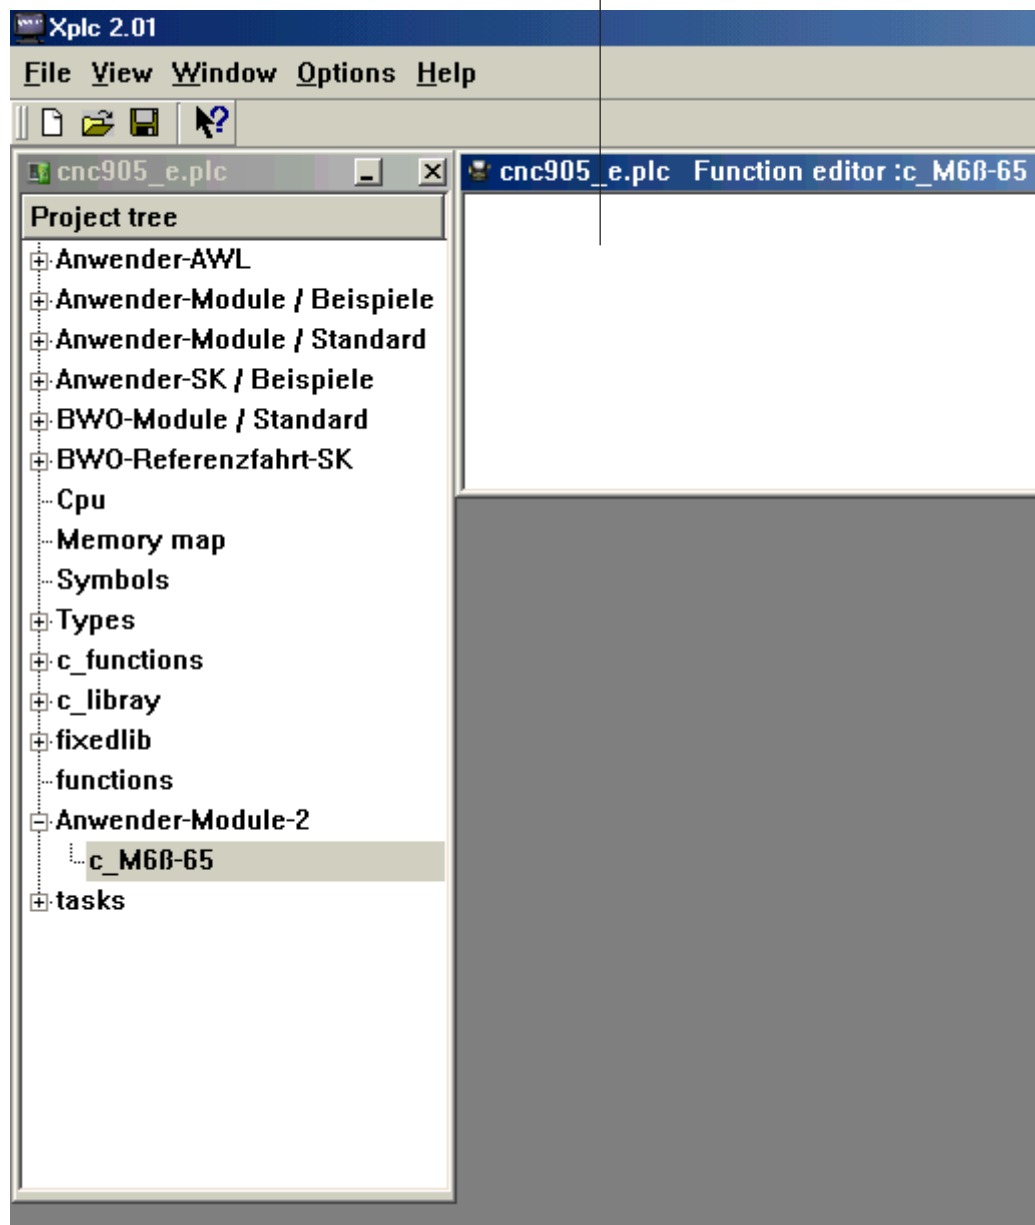 Xplc 2.01
File View Window Options Help
cnc905_e.plc
cnc905_e.plc Function editor :c_M6ß-65
Project tree
Anwender-AWL
Anwender-Module / Beispiele
Anwender-Module / Standard
Anwender-SK / Beispiele
BWO-Module / Standard
BWO-Referenzfahrt-SK
Cpu
Memory map
Symbols
Types
c_functions
c_libray
fixedlib
functions
Anwender-Module-2
c_M6ß-65
tasks